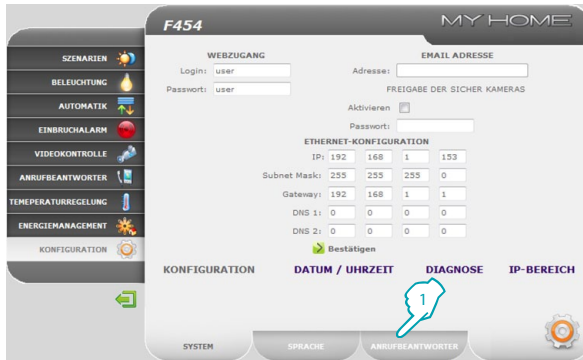 F454
MY HOME
SZENARIEN
BELEUCHTUNG
AUTOMATIK
EINBRUCHALARM
VIDEOKONTROLLE
ANRUFBEANTWORTER
TEMEPERATURREGELUNG
ENERGIEMANAGEMENT
KONFIGURATION
WEBZUGANG
Login: user
Passwort: user
EMAIL ADRESSE
Adresse:
FREIGABE DER SICHER KAMERAS
Aktivieren
Passwort:
ETHERNET-KONFIGURATION
IP: 192 168 1 153
Subnet Mask: 255 255 255 0
Gateway: 192 168 1 1
DNS 1: 0 0 0 0
DNS 2: 0 0 0 0
Bestätigen
KONFIGURATION DATUM / UHRZEIT DIAGNOSE IP-BEREICH
1
SYSTEM SPRACHE ANRUFBEANTWORTER